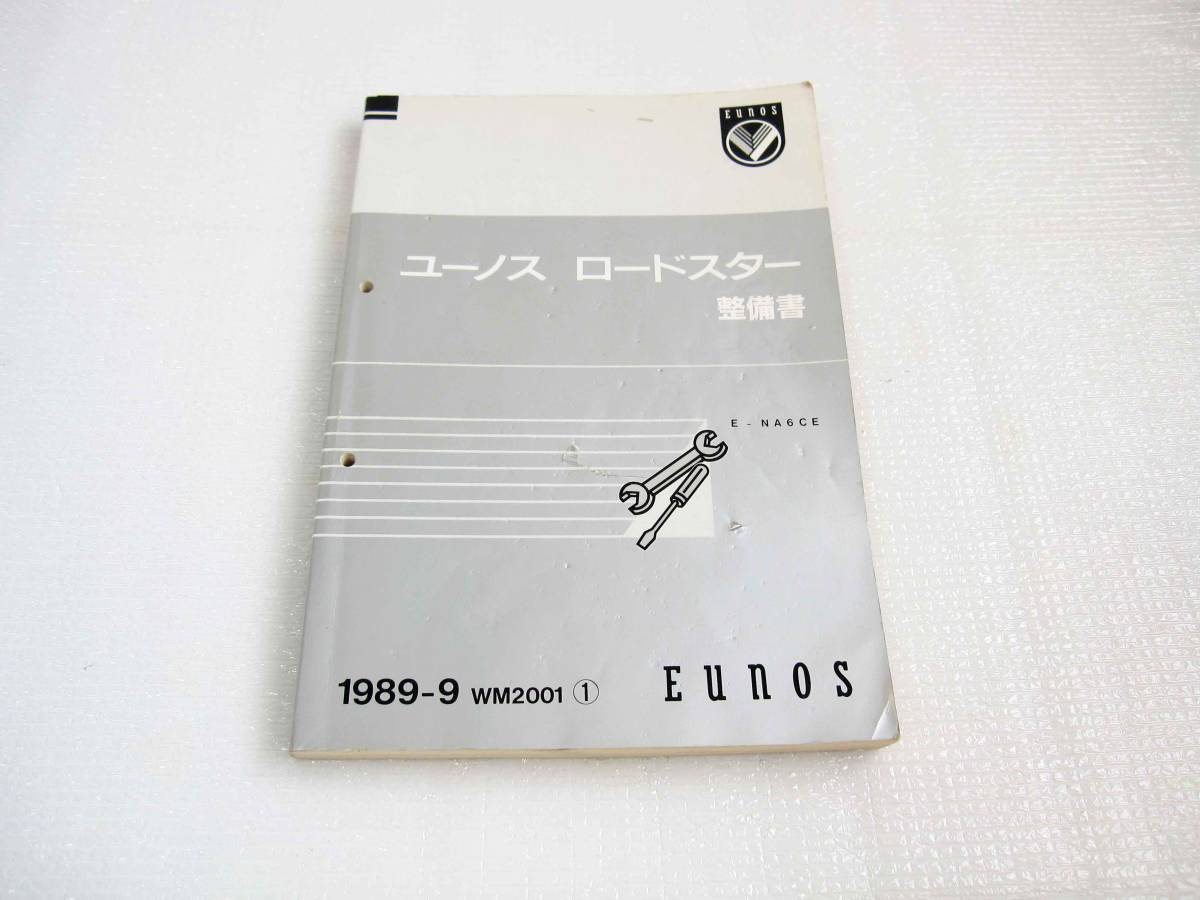 EUNOS
ユーノス ロードスター
整備書
E - NA6CE
1989-9 WM2001 ①
EUNOS